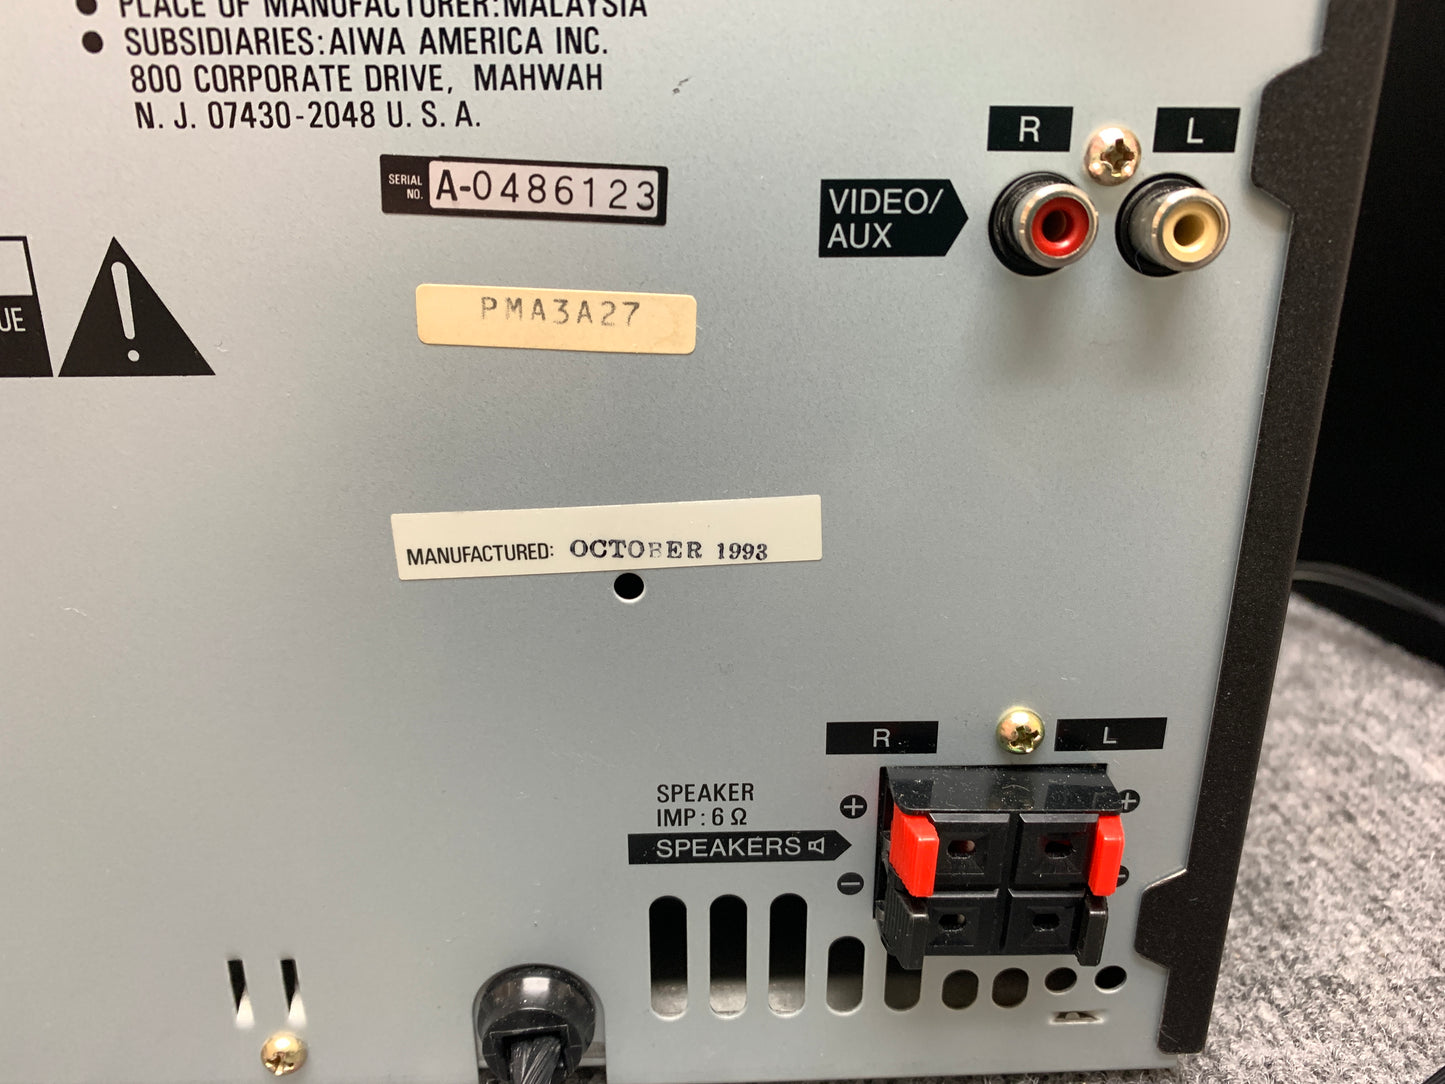 ● PLACE OF MANUFACTURER: MALAYSIA
● SUBSIDIARIES: AIWA AMERICA INC.
800 CORPORATE DRIVE, MAHWAH
N. J. 07430-2048 U. S. A.
R L
SERIAL NO. A-0486123
VIDEO/
AUX
UE
PMA3A27
MANUFACTURED: OCTOBER 1993
R L
SPEAKER
IMP: 6 Ω
SPEAKERS
+ +
− −